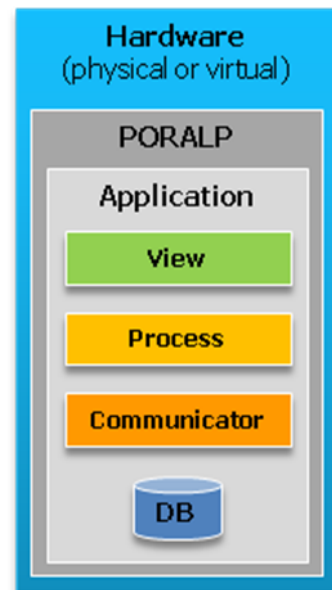 Hardware
(physical or virtual)
PORALP
Application
View
Process
Communicator
DB